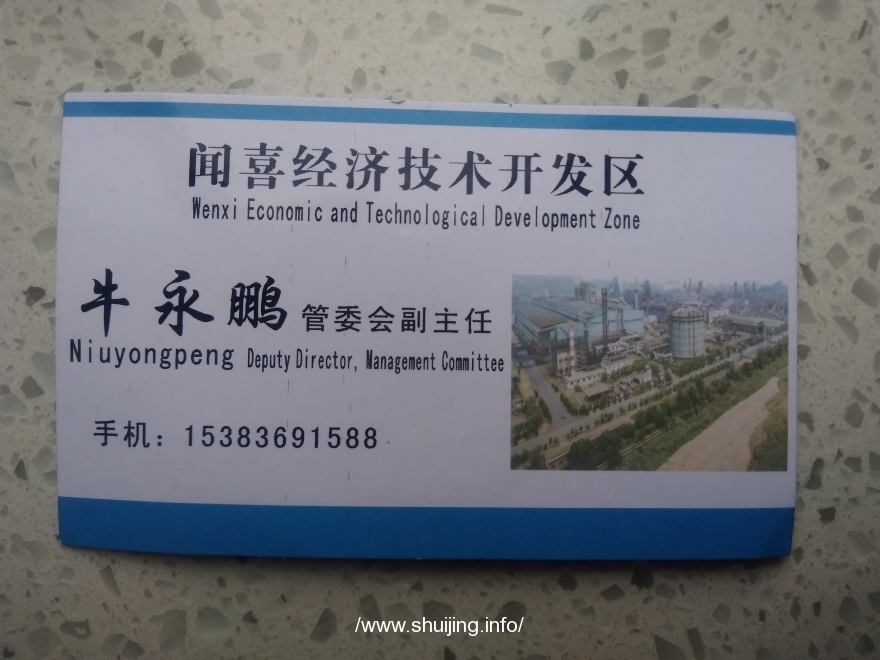 闻喜经济技术开发区
Wenxi Economic and Technological Development Zone
牛永鹏 管委会副主任
Niuyongpeng Deputy Director, Management Committee
手机：15383691588
/www.shuijing.info/